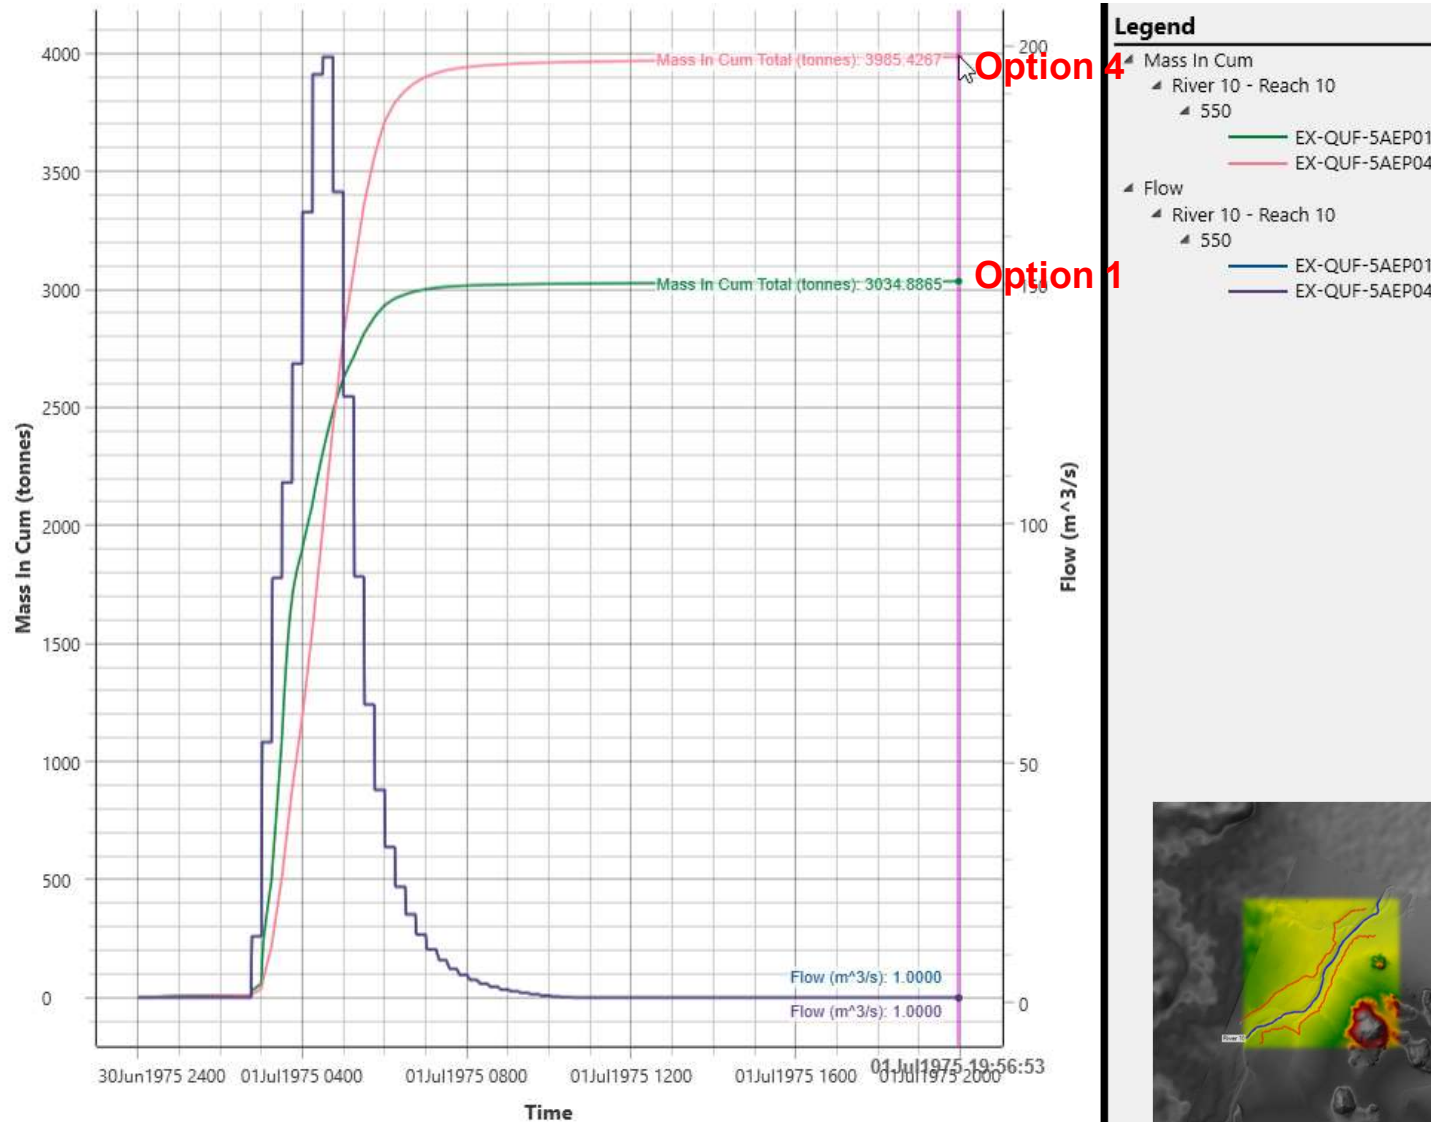 Mass In Cum Total (tonnes): 3985.4267
Option 4
Mass In Cum Total (tonnes): 3034.8865
Option 1
Flow (m^3/s): 1.0000
Flow (m^3/s): 1.0000
4000
3500
3000
2500
2000
1500
1000
500
0
Mass In Cum (tonnes)
200
150
100
50
0
Flow (m^3/s)
30Jun1975 2400
01Jul1975 0400
01Jul1975 0800
01Jul1975 1200
01Jul1975 1600
01Jul1975 2000
01Jul1975 19:56:53
Time
Legend
Mass In Cum
River 10 - Reach 10
550
EX-QUF-5AEP01
EX-QUF-5AEP04
Flow
River 10 - Reach 10
550
EX-QUF-5AEP01
EX-QUF-5AEP04
River 10